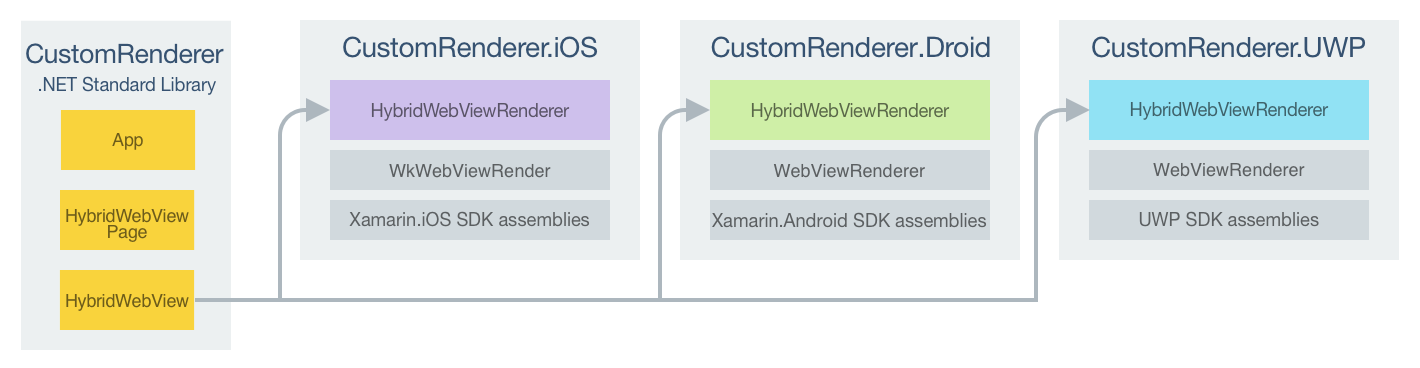 CustomRenderer
.NET Standard Library
App
HybridWebView
Page
HybridWebView
CustomRenderer.iOS
HybridWebViewRenderer
WkWebViewRender
Xamarin.iOS SDK assemblies
CustomRenderer.Droid
HybridWebViewRenderer
WebViewRenderer
Xamarin.Android SDK assemblies
CustomRenderer.UWP
HybridWebViewRenderer
WebViewRenderer
UWP SDK assemblies